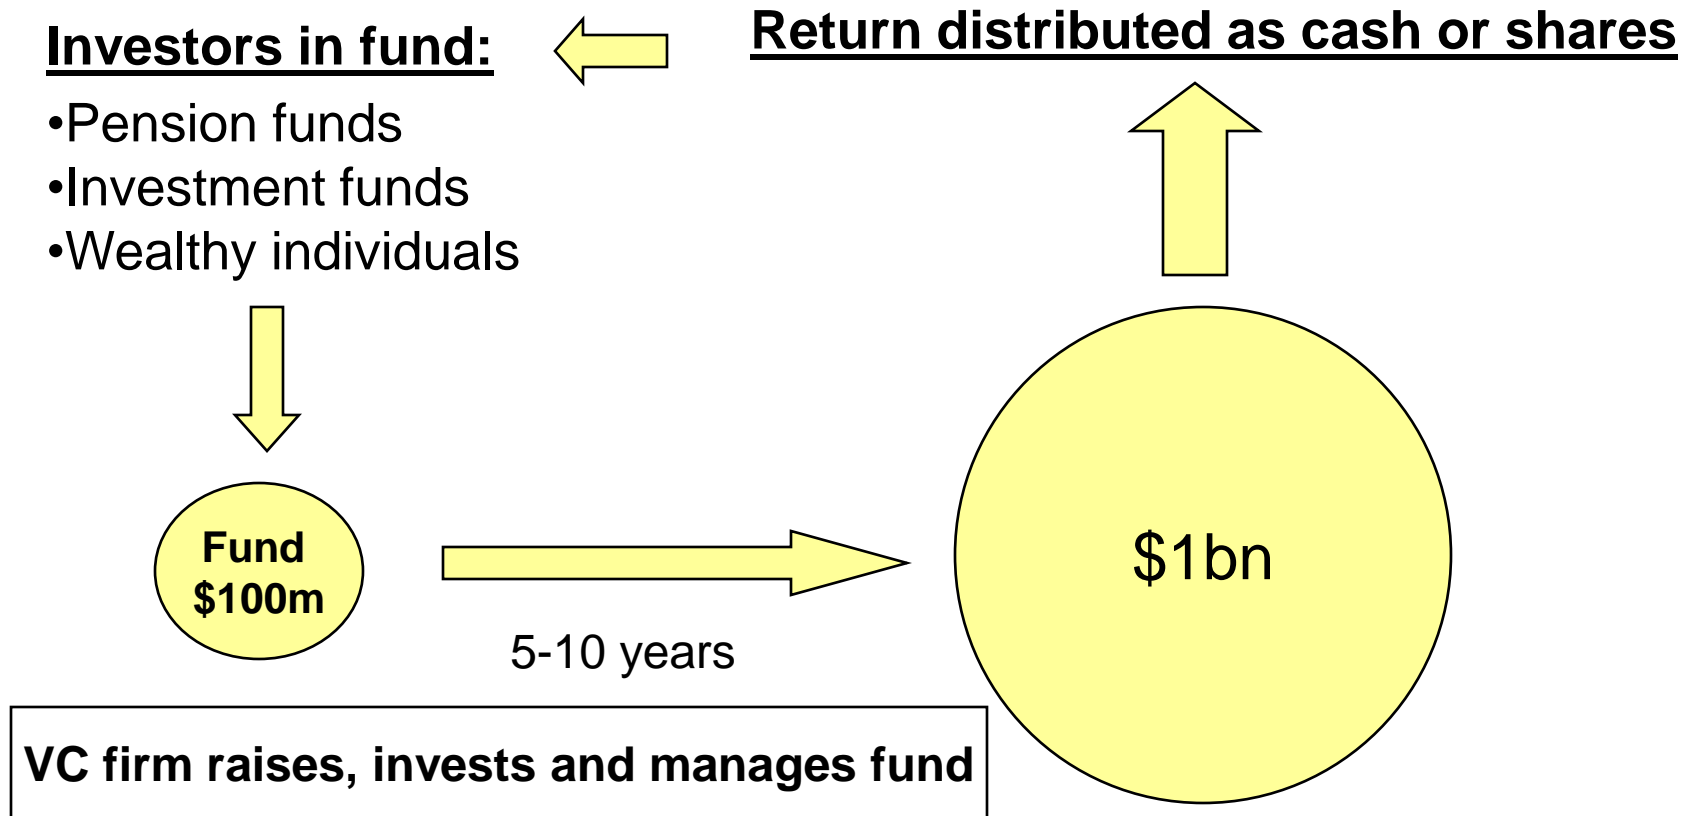 Investors in fund:
•Pension funds
•Investment funds
•Wealthy individuals
Return distributed as cash or shares
Fund
$100m
5-10 years
$1bn
VC firm raises, invests and manages fund